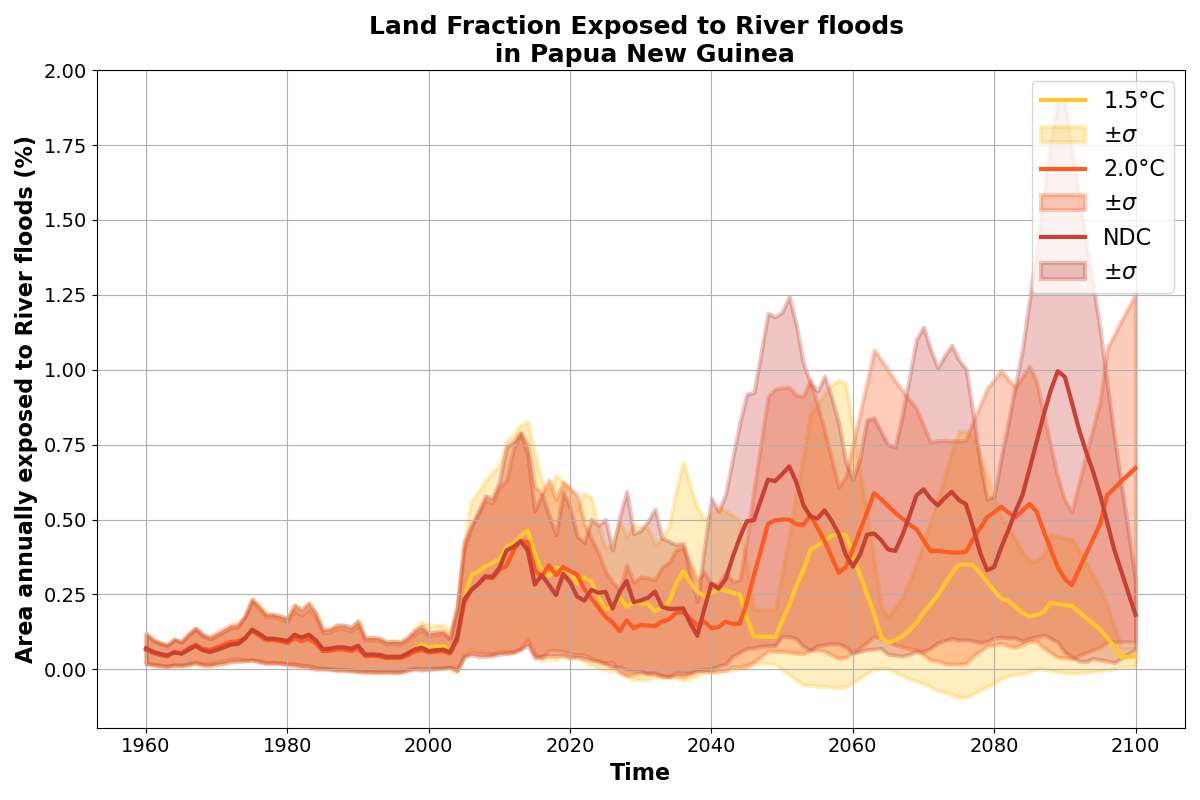 Land Fraction Exposed to River floods
in Papua New Guinea
Area annually exposed to River floods (%)
2.00
1.75
1.50
1.25
1.00
0.75
0.50
0.25
0.00
1.5°C
±σ
2.0°C
±σ
NDC
±σ
1960
1980
2000
2020
2040
2060
2080
2100
Time